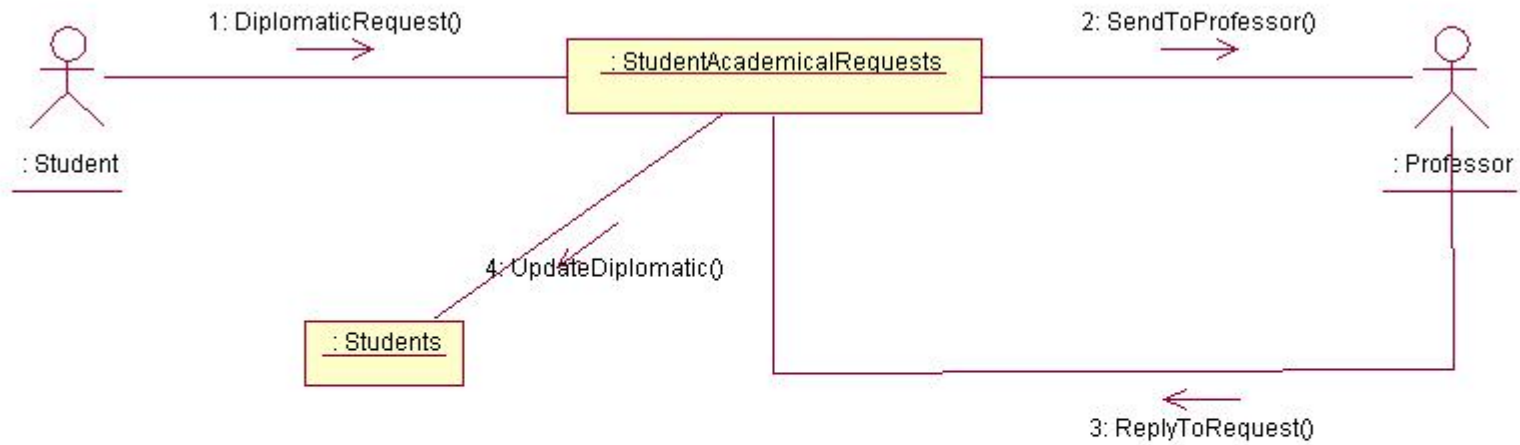 1: DiplomaticRequest()
2: SendToProfessor()
: StudentAcademicalRequests
: Student
: Professor
4: UpdateDiplomatic()
: Students
3: ReplyToRequest()